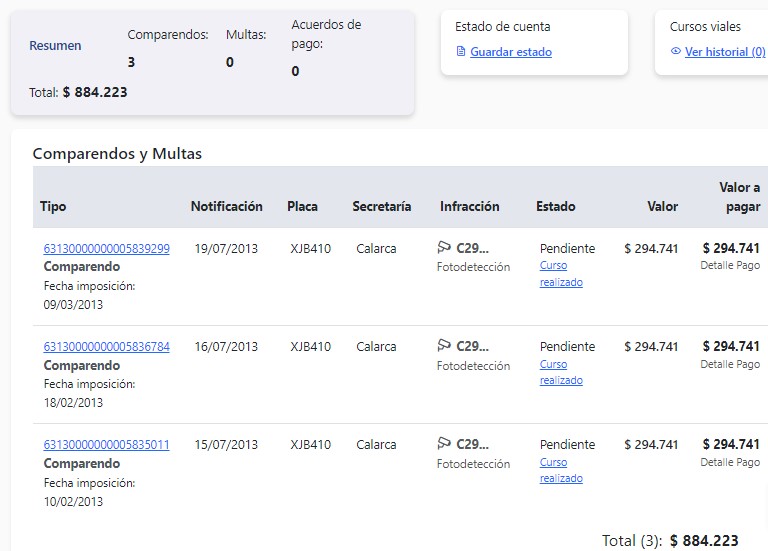 Resumen
Comparendos:
3
Multas:
0
Acuerdos de
pago:
0
Total: $ 884.223
Estado de cuenta
Guardar estado
Cursos viales
Ver historial (0)
Comparendos y Multas
Tipo Notificación Placa Secretaría Infracción Estado Valor Valor a
pagar
63130000000005839299 19/07/2013 XJB410 Calarca C29... Pendiente $ 294.741 $ 294.741
Comparendo Fotodetección Curso Detalle Pago
Fecha imposición: realizado
09/03/2013
63130000000005836784 16/07/2013 XJB410 Calarca C29... Pendiente $ 294.741 $ 294.741
Comparendo Fotodetección Curso Detalle Pago
Fecha imposición: realizado
18/02/2013
63130000000005835011 15/07/2013 XJB410 Calarca C29... Pendiente $ 294.741 $ 294.741
Comparendo Fotodetección Curso Detalle Pago
Fecha imposición: realizado
10/02/2013
Total (3): $ 884.223